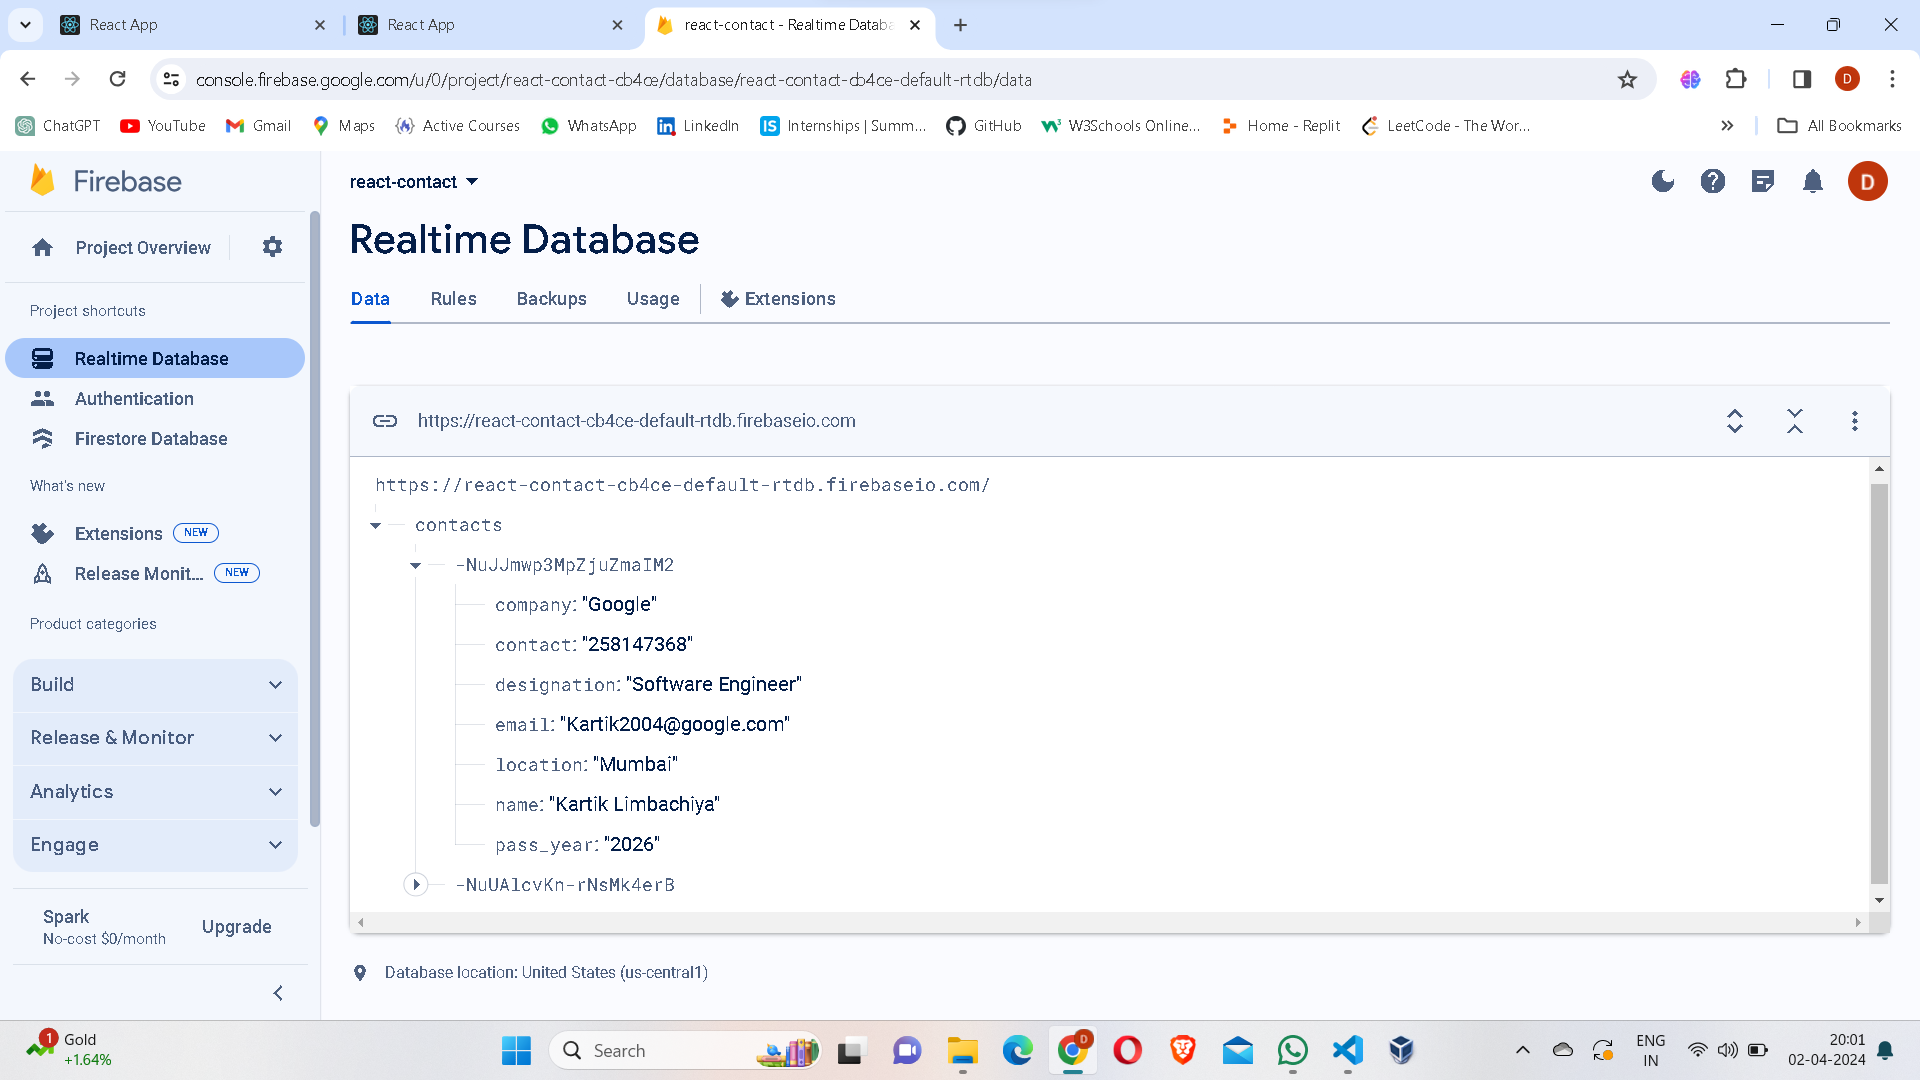 React App
React App
react-contact - Realtime Databa
console.firebase.google.com/u/0/project/react-contact-cb4ce/database/react-contact-cb4ce-default-rtdb/data
D
ChatGPT
YouTube
Gmail
Maps
Active Courses
WhatsApp
LinkedIn
Internships | Summ...
GitHub
W3Schools Online...
Home - Replit
LeetCode - The Wor...
All Bookmarks
Firebase
react-contact
D
Project Overview
Realtime Database
Data
Rules
Backups
Usage
Extensions
Project shortcuts
Realtime Database
Authentication
Firestore Database
What's new
Extensions NEW
Release Monit... NEW
Product categories
Build
Release & Monitor
Analytics
Engage
Spark
No-cost $0/month
Upgrade
https://react-contact-cb4ce-default-rtdb.firebaseio.com
https://react-contact-cb4ce-default-rtdb.firebaseio.com/
contacts
-NuJJmwp3MpZjuZmaIM2
company: "Google"
contact: "258147368"
designation: "Software Engineer"
email: "Kartik2004@google.com"
location: "Mumbai"
name: "Kartik Limbachiya"
pass_year: "2026"
-NuUAlcvKn-rNsMk4erB
Database location: United States (us-central1)
1
Gold
+1.64%
Search
D
ENG
IN
20:01
02-04-2024